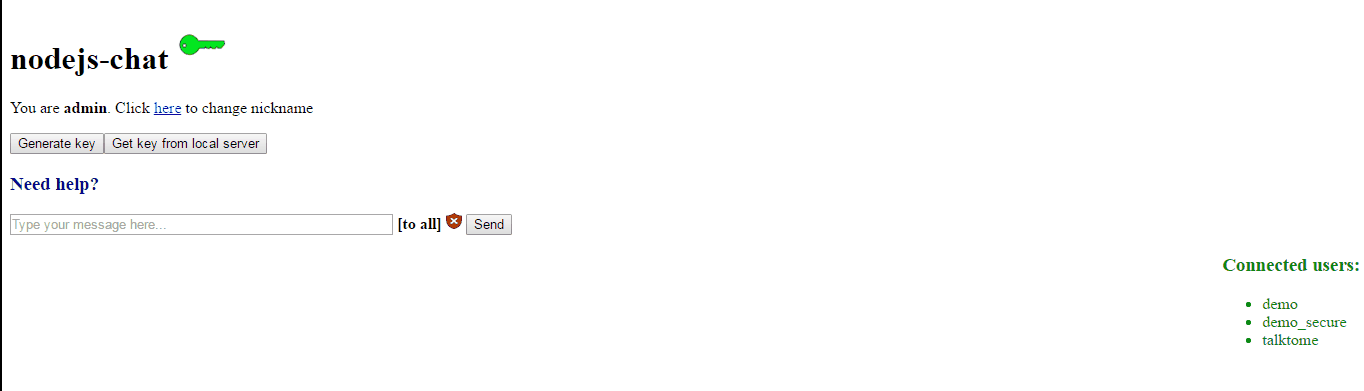 nodejs-chat
You are admin. Click here to change nickname
Generate key Get key from local server
Need help?
Type your message here... [to all] Send
Connected users:
demo
demo_secure
talktome